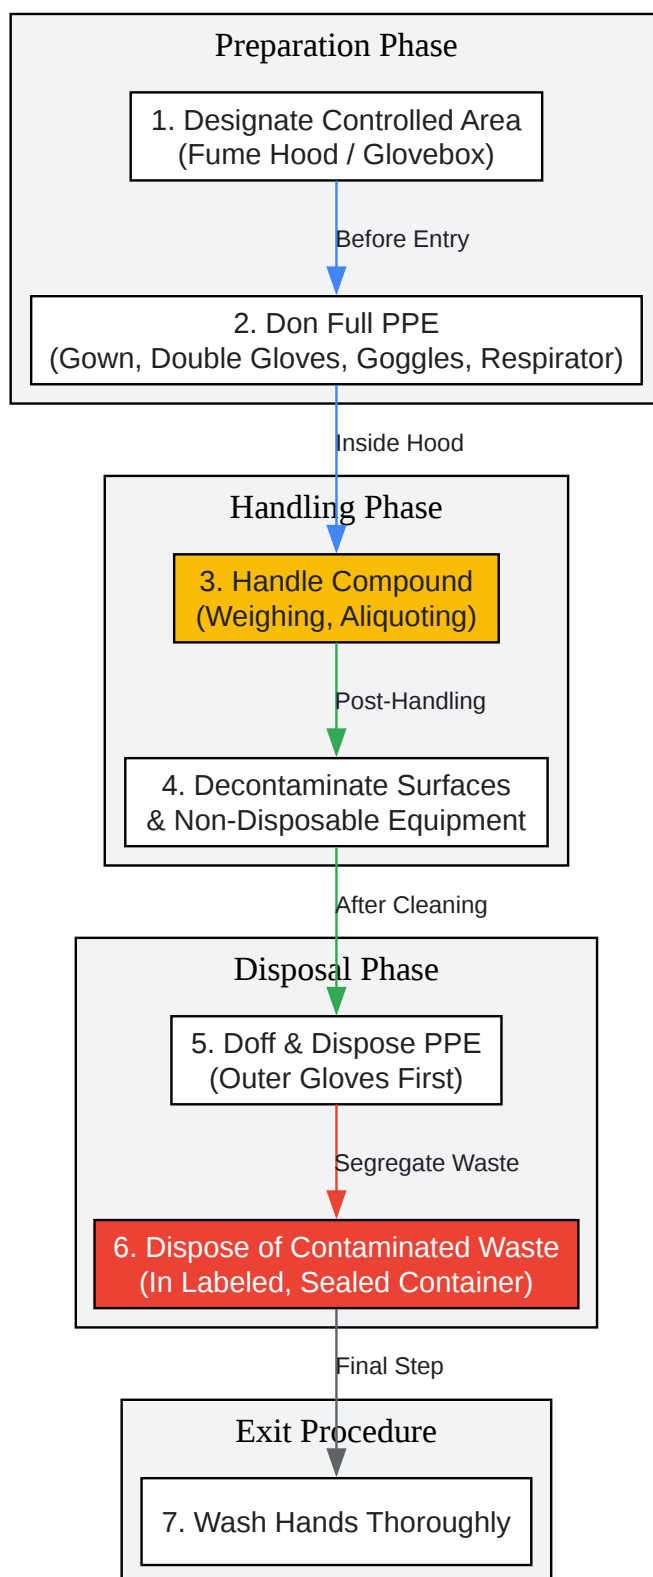 Preparation Phase
1. Designate Controlled Area
(Fume Hood / Glovebox)
Before Entry
2. Don Full PPE
(Gown, Double Gloves, Goggles, Respirator)
Inside Hood
Handling Phase
3. Handle Compound
(Weighing, Aliquoting)
Post-Handling
4. Decontaminate Surfaces
& Non-Disposable Equipment
After Cleaning
Disposal Phase
5. Doff & Dispose PPE
(Outer Gloves First)
Segregate Waste
6. Dispose of Contaminated Waste
(In Labeled, Sealed Container)
Final Step
Exit Procedure
7. Wash Hands Thoroughly